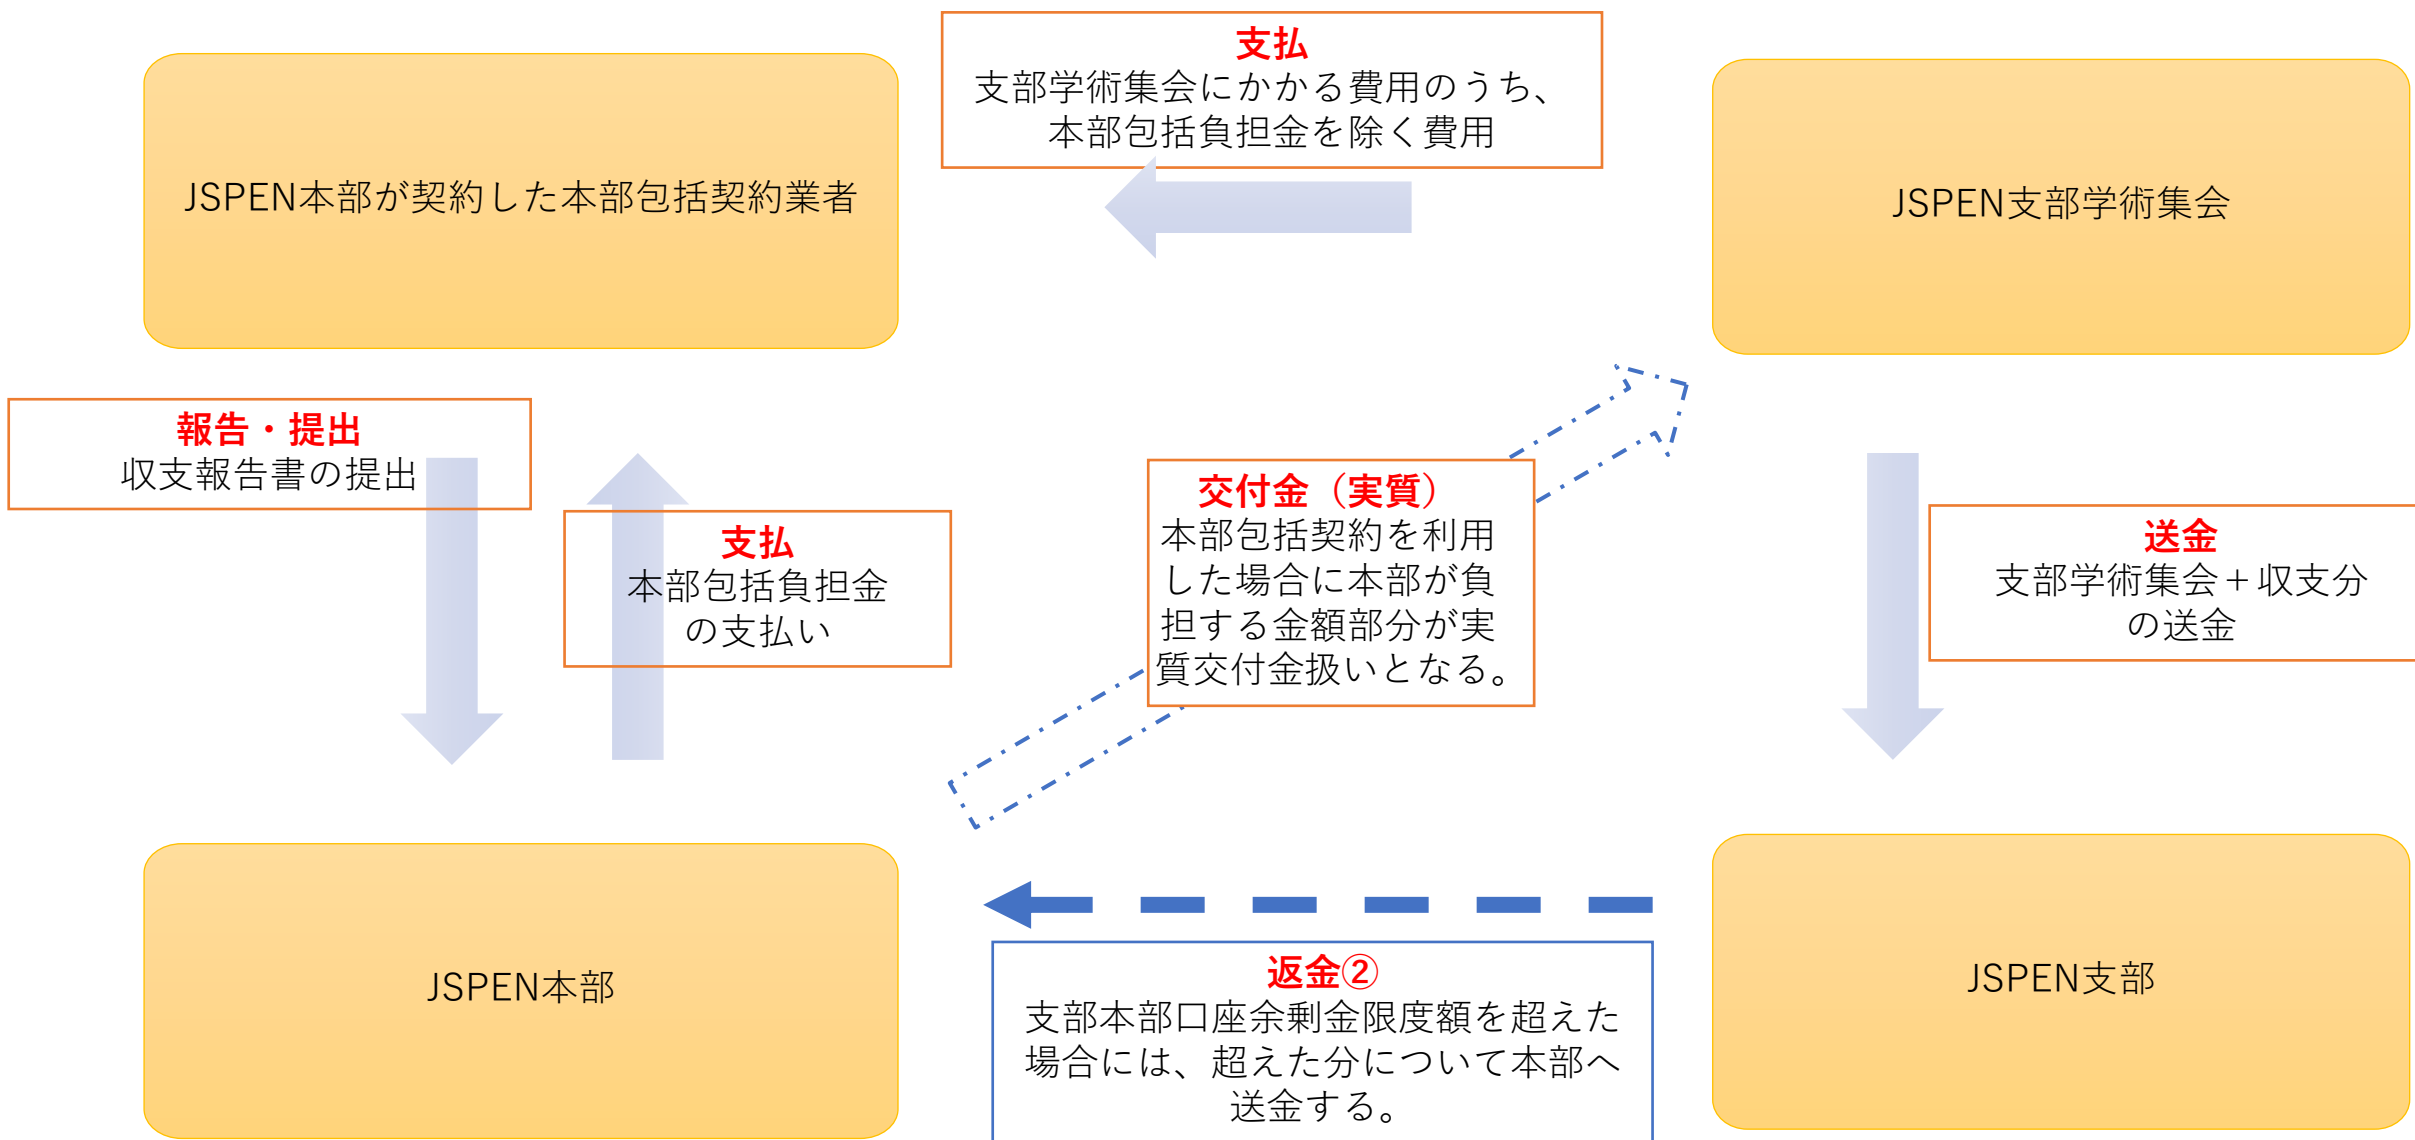 支払
支部学術集会にかかる費用のうち、
本部包括負担金を除く費用
JSPEN本部が契約した本部包括契約業者
JSPEN支部学術集会
報告・提出
収支報告書の提出
支払
本部包括負担金
の支払い
交付金（実質）
本部包括契約を利用
した場合に本部が負
担する金額部分が実
質交付金扱いとなる。
送金
支部学術集会＋収支分
の送金
JSPEN本部
返金②
支部本部口座余剰金限度額を超えた
場合には、超えた分について本部へ
送金する。
JSPEN支部